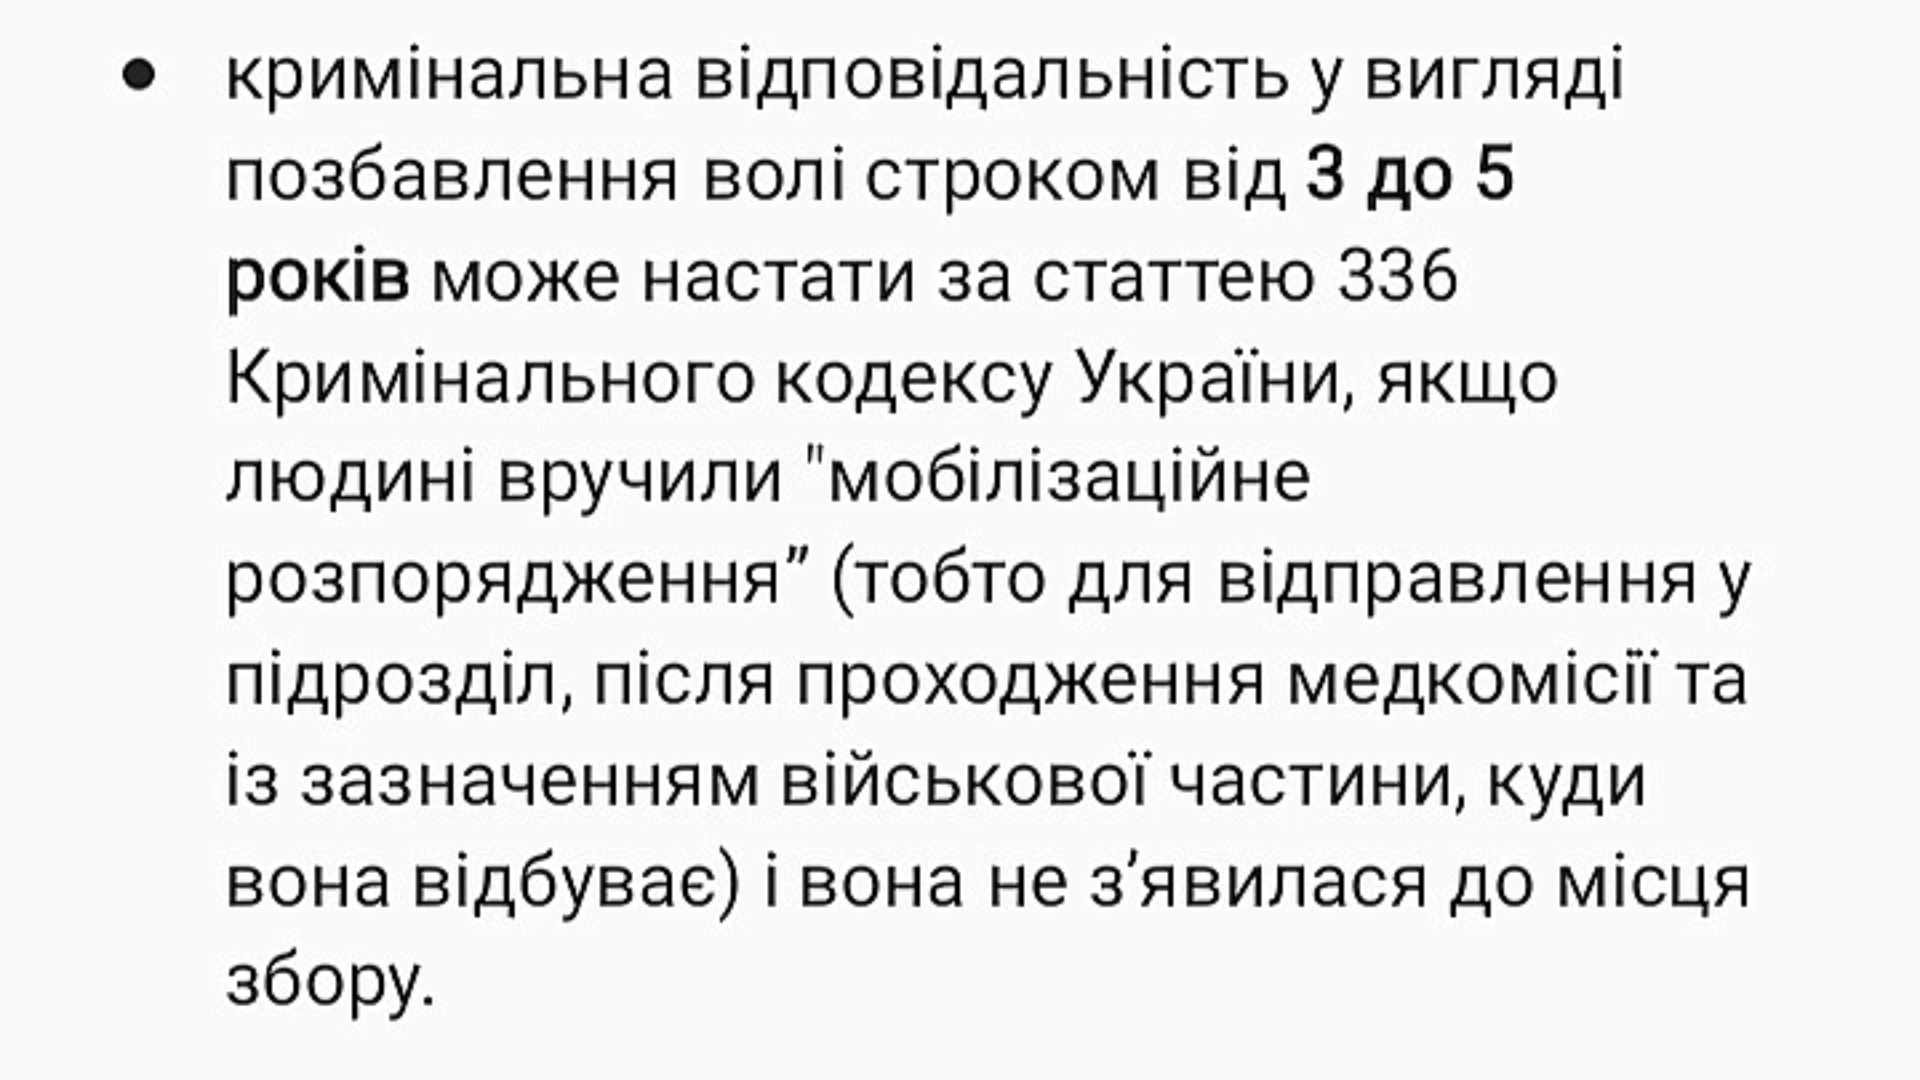 • кримінальна відповідальність у вигляді
позбавлення волі строком від 3 до 5
років може настати за статтею 336
Кримінального кодексу України, якщо
людині вручили "мобілізаційне
розпорядження” (тобто для відправлення у
підрозділ, після проходження медкомісії та
із зазначенням військової частини, куди
вона відбуває) і вона не з’явилася до місця
збору.